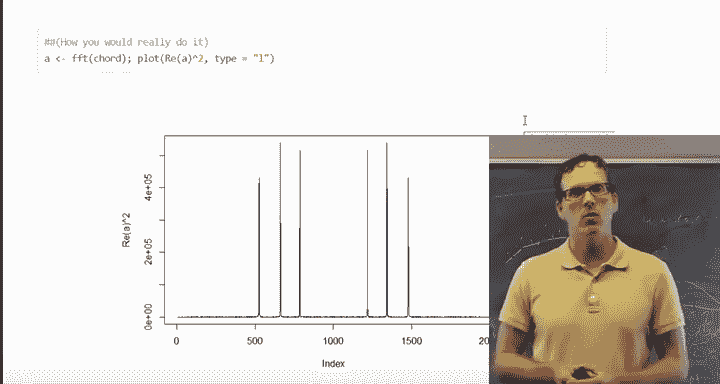 ##(How you would really do it)
a <- fft(chord); plot(Re(a)^2, type = "l")
Re(a)^2
4e+05
2e+05
0e+00
0
500
1000
1500
Index